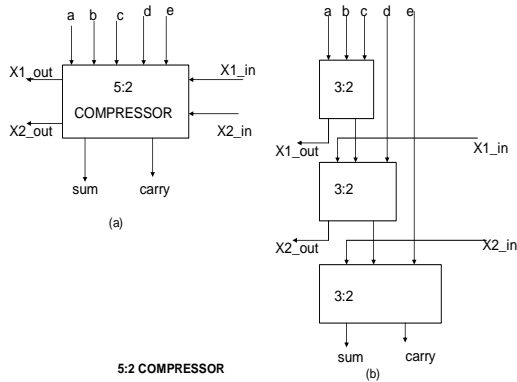 a b c d e
X1_out
X1_in
5:2
COMPRESSOR
X2_out
X2_in
sum
carry
(a)
a b c d e
3:2
X1_out
X1_in
3:2
X2_out
X2_in
3:2
sum
carry
(b)
5:2 COMPRESSOR